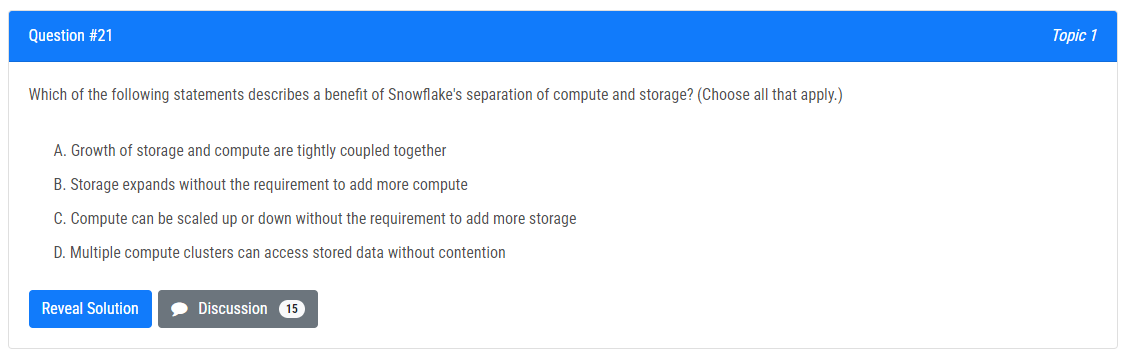 Question #21
Topic 1
Which of the following statements describes a benefit of Snowflake's separation of compute and storage? (Choose all that apply.)
A. Growth of storage and compute are tightly coupled together
B. Storage expands without the requirement to add more compute
C. Compute can be scaled up or down without the requirement to add more storage
D. Multiple compute clusters can access stored data without contention
Reveal Solution
Discussion 15